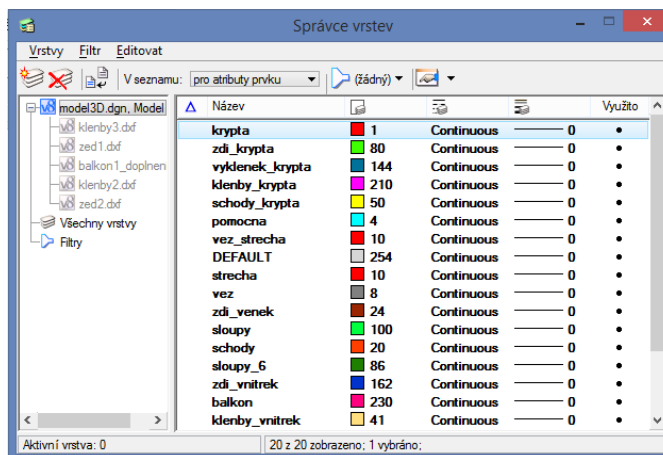 Správce vrstev
Vrstvy Filtr Editovat
V seznamu: pro atributy prvku (žádný)
model3D.dgn, Model
klenby3.dxf
zed1.dxf
balkon1_doplnen
klenby2.dxf
zed2.dxf
Všechny vrstvy
Filtry
Název Využito
krypta 1 Continuous 0
zdi_krypta 80 Continuous 0
vyklenek_krypta 144 Continuous 0
klenby_krypta 210 Continuous 0
schody_krypta 50 Continuous 0
pomocna 4 Continuous 0
vez_strecha 10 Continuous 0
DEFAULT 254 Continuous 0
strecha 10 Continuous 0
vez 8 Continuous 0
zdi_venek 24 Continuous 0
sloupy 100 Continuous 0
schody 20 Continuous 0
sloupy_6 86 Continuous 0
zdi_vnitrek 162 Continuous 0
balkon 230 Continuous 0
klenby_vnitrek 41 Continuous 0
Aktivní vrstva: 0 20 z 20 zobrazeno; 1 vybráno;